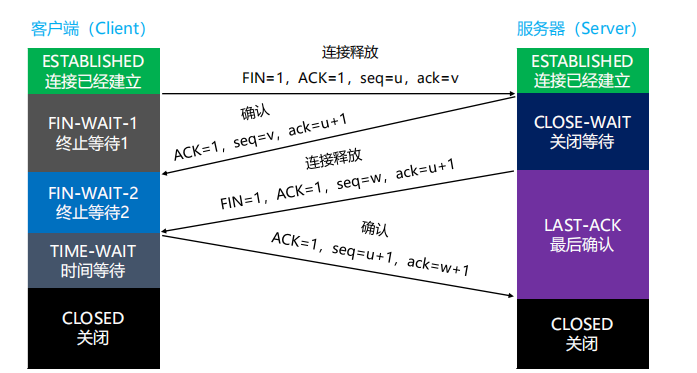 客户端（Client）
服务器（Server）
ESTABLISHED
连接已经建立
连接释放
FIN=1，ACK=1，seq=u，ack=v
ESTABLISHED
连接已经建立
FIN-WAIT-1
终止等待1
确认
ACK=1，seq=v，ack=u+1
CLOSE-WAIT
关闭等待
连接释放
FIN=1，ACK=1，seq=w，ack=u+1
FIN-WAIT-2
终止等待2
确认
ACK=1，seq=u+1，ack=w+1
LAST-ACK
最后确认
TIME-WAIT
时间等待
CLOSED
关闭
CLOSED
关闭